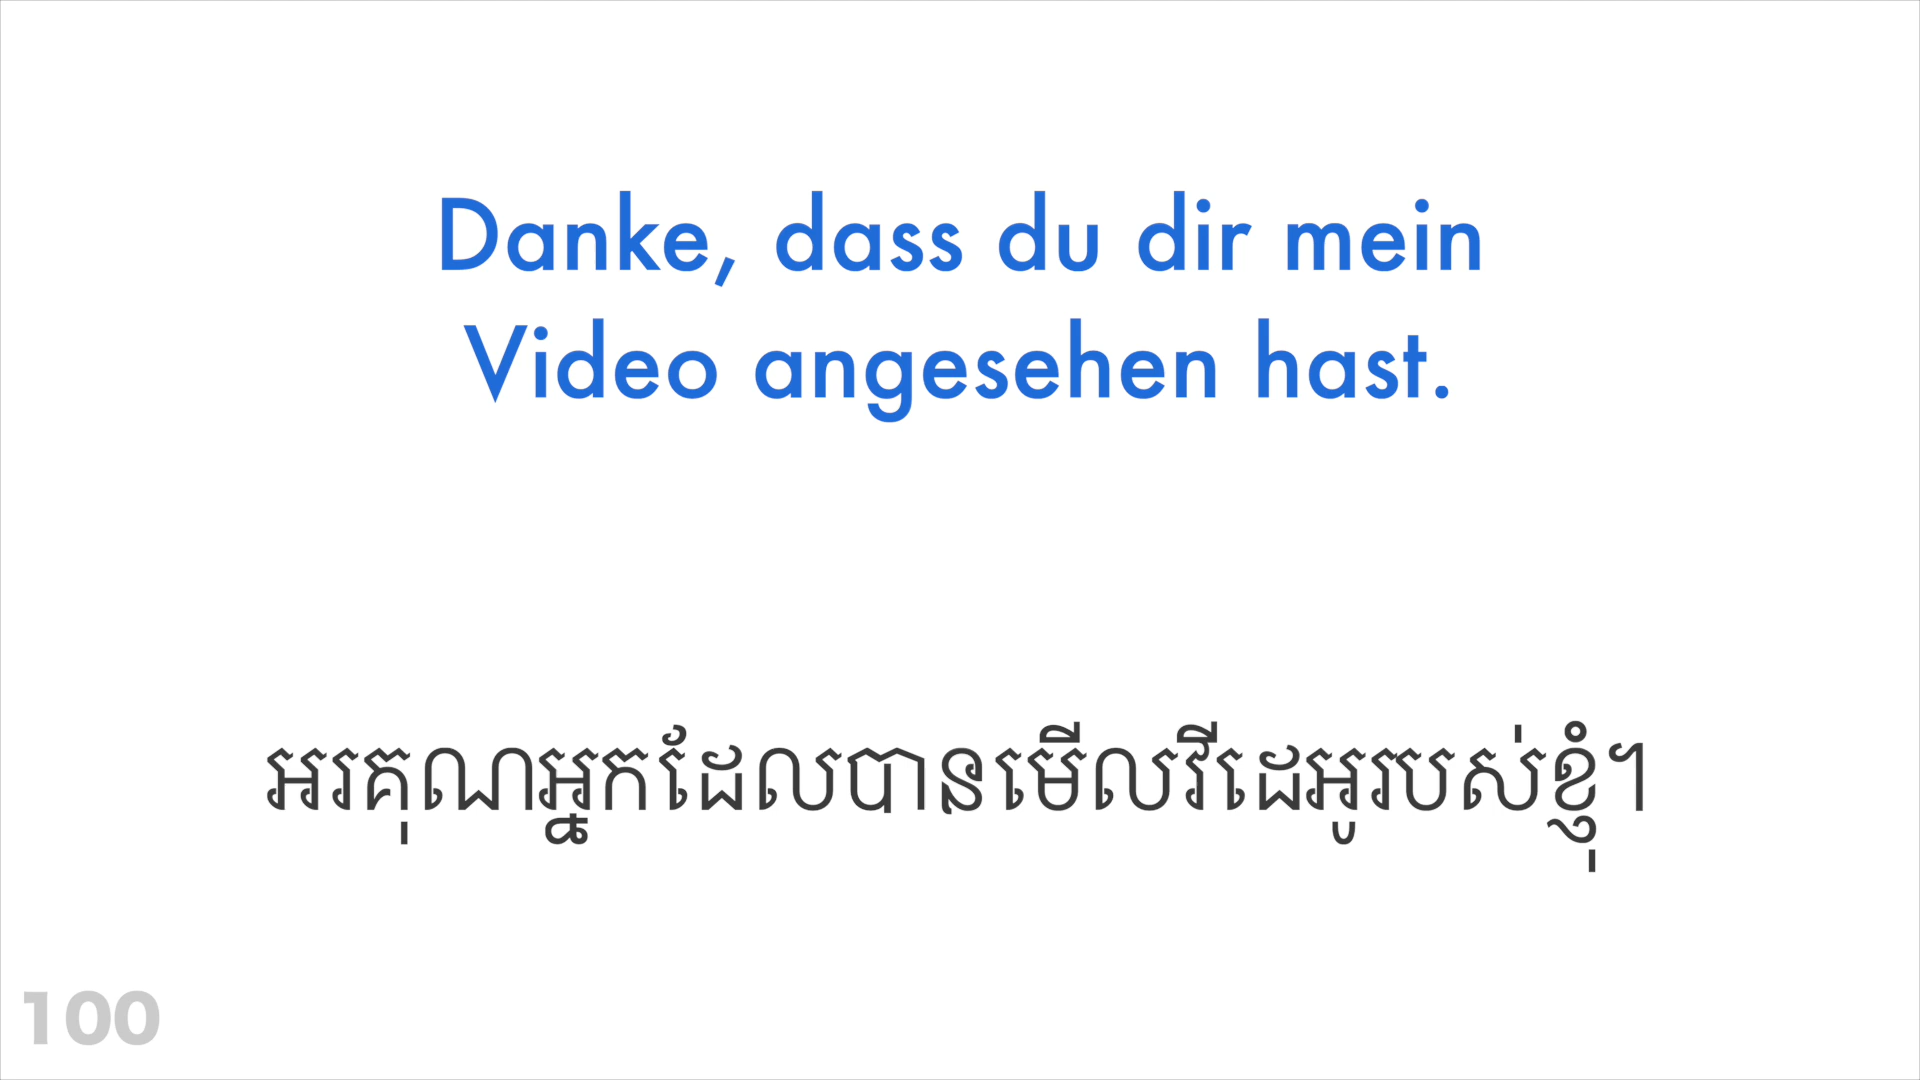 Danke, dass du dir mein
Video angesehen hast.
អរគុណអ្នកដែលបានមើលវីដេអូរបស់ខ្ញុំ។
100